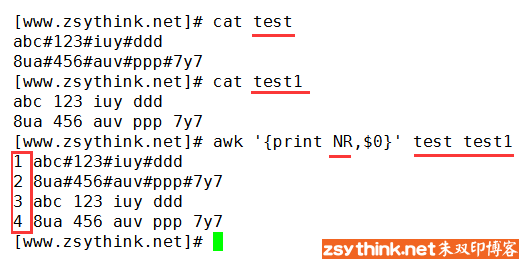 [www.zsythink.net]# cat test
abc#123#iuy#ddd
8ua#456#auv#ppp#7y7
[www.zsythink.net]# cat test1
abc 123 iuy ddd
8ua 456 auv ppp 7y7
[www.zsythink.net]# awk '{print NR,$0}' test test1
1 abc#123#iuy#ddd
2 8ua#456#auv#ppp#7y7
3 abc 123 iuy ddd
4 8ua 456 auv ppp 7y7
[www.zsythink.net]#
zsythink.net朱双印博客